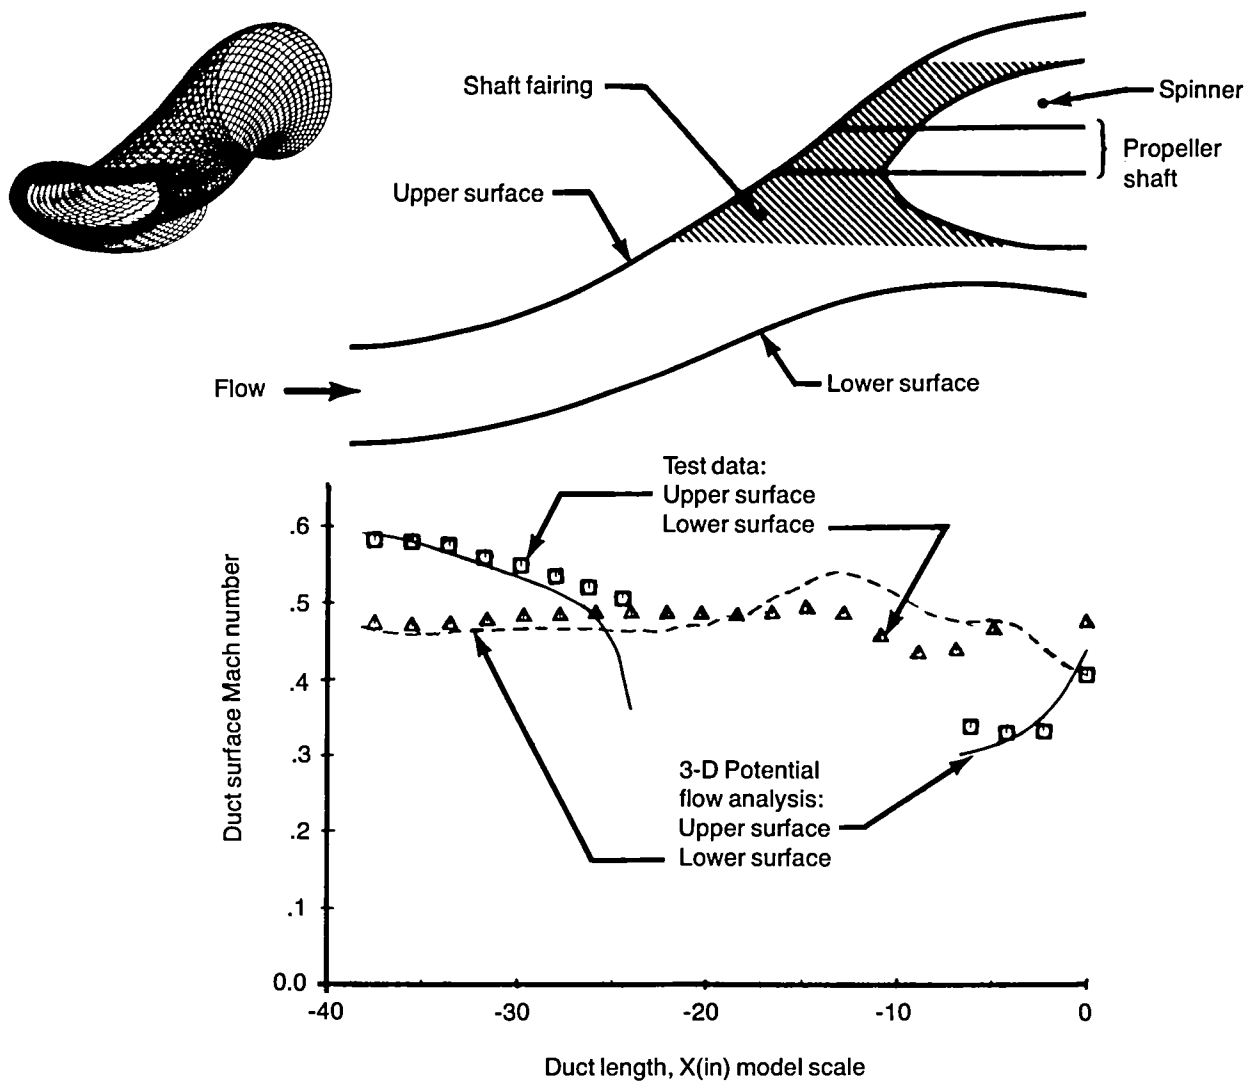 Shaft fairing
Spinner
Propeller
shaft
Upper surface
Flow
Lower surface
Test data:
Upper surface
Lower surface
.6
.5
.4
.3
.2
.1
0.0
Duct surface Mach number
3-D Potential
flow analysis:
Upper surface
Lower surface
-40
-30
-20
-10
0
Duct length, X(in) model scale